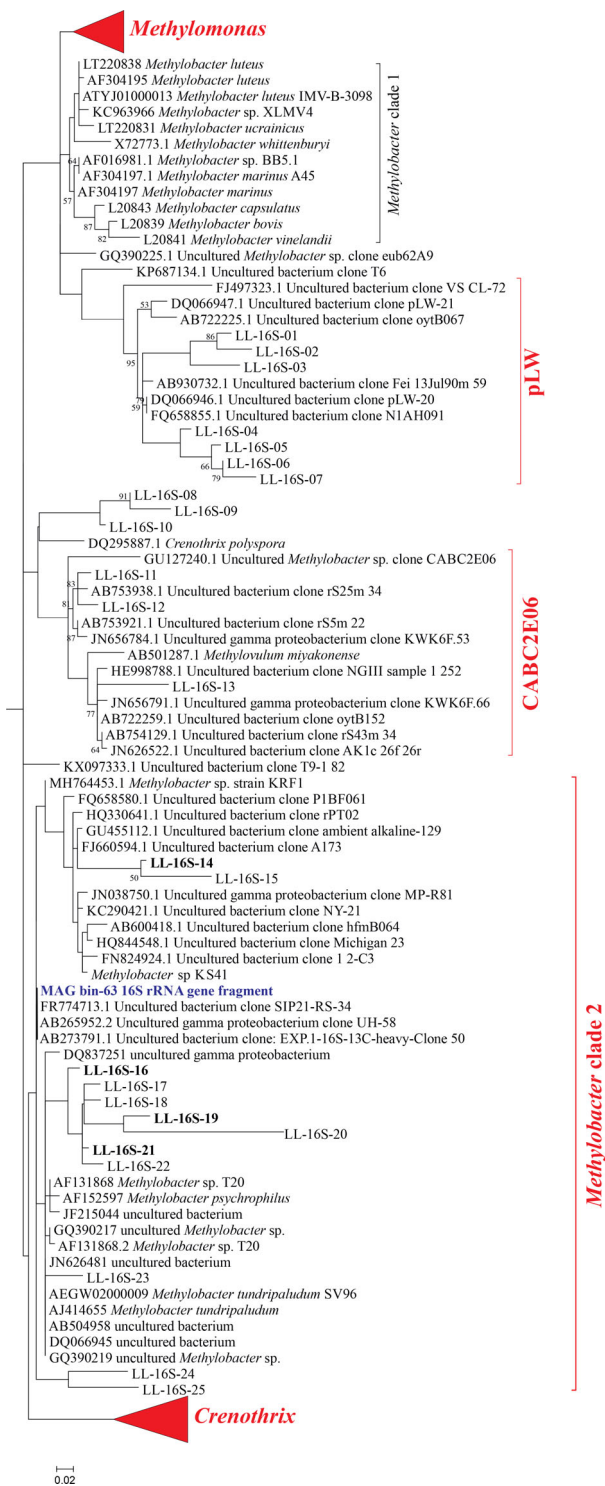 Methylomonas
LT220838 Methylobacter luteus
AF304195 Methylobacter luteus
ATYJ01000013 Methylobacter luteus IMV-B-3098
KC963966 Methylobacter sp. XLMV4
LT220831 Methylobacter ucrainicus
X72773.1 Methylobacter whittenburyi
64
AF016981.1 Methylobacter sp. BB5.1
AF304197.1 Methylobacter marinus A45
AF304197 Methylobacter marinus
57
L20843 Methylobacter capsulatus
87
L20839 Methylobacter bovis
82
L20841 Methylobacter vinelandii
Methylobacter clade 1
GQ390225.1 Uncultured Methylobacter sp. clone eub62A9
KP687134.1 Uncultured bacterium clone T6
FJ497323.1 Uncultured bacterium clone VS CL-72
53
DQ066947.1 Uncultured bacterium clone pLW-21
AB722225.1 Uncultured bacterium clone oytB067
86
LL-16S-01
LL-16S-02
95
LL-16S-03
AB930732.1 Uncultured bacterium clone Fei 13Jul90m 59
79
DQ066946.1 Uncultured bacterium clone pLW-20
59
FQ658855.1 Uncultured bacterium clone N1AH091
LL-16S-04
LL-16S-05
66
LL-16S-06
79
LL-16S-07
pLW
91
LL-16S-08
LL-16S-09
LL-16S-10
DQ295887.1 Crenothrix polyspora
GU127240.1 Uncultured Methylobacter sp. clone CABC2E06
LL-16S-11
83
AB753938.1 Uncultured bacterium clone rS25m 34
81
LL-16S-12
AB753921.1 Uncultured bacterium clone rS5m 22
87
JN656784.1 Uncultured gamma proteobacterium clone KWK6F.53
AB501287.1 Methylovulum miyakonense
HE998788.1 Uncultured bacterium clone NGIII sample 1 252
LL-16S-13
JN656791.1 Uncultured gamma proteobacterium clone KWK6F.66
77
AB722259.1 Uncultured bacterium clone oytB152
AB754129.1 Uncultured bacterium clone rS43m 34
64
JN626522.1 Uncultured bacterium clone AK1c 26f 26r
CABC2E06
KX097333.1 Uncultured bacterium clone T9-1 82
MH764453.1 Methylobacter sp. strain KRF1
FQ658580.1 Uncultured bacterium clone P1BF061
HQ330641.1 Uncultured bacterium clone rPT02
GU455112.1 Uncultured bacterium clone ambient alkaline-129
FJ660594.1 Uncultured bacterium clone A173
LL-16S-14
50
LL-16S-15
JN038750.1 Uncultured gamma proteobacterium clone MP-R81
KC290421.1 Uncultured bacterium clone NY-21
AB600418.1 Uncultured bacterium clone hfmB064
HQ844548.1 Uncultured bacterium clone Michigan 23
FN824924.1 Uncultured bacterium clone 1 2-C3
Methylobacter sp KS41
MAG bin-63 16S rRNA gene fragment
FR774713.1 Uncultured bacterium clone SIP21-RS-34
AB265952.2 Uncultured gamma proteobacterium clone UH-58
AB273791.1 Uncultured bacterium clone: EXP.1-16S-13C-heavy-Clone 50
DQ837251 uncultured gamma proteobacterium
LL-16S-16
LL-16S-17
LL-16S-18
LL-16S-19
LL-16S-20
LL-16S-21
LL-16S-22
AF131868 Methylobacter sp. T20
AF152597 Methylobacter psychrophilus
JF215044 uncultured bacterium
GQ390217 uncultured Methylobacter sp.
AF131868.2 Methylobacter sp. T20
JN626481 uncultured bacterium
LL-16S-23
AEGW02000009 Methylobacter tundripaludum SV96
AJ414655 Methylobacter tundripaludum
AB504958 uncultured bacterium
DQ066945 uncultured bacterium
GQ390219 uncultured Methylobacter sp.
LL-16S-24
LL-16S-25
Methylobacter clade 2
Crenothrix
0.02